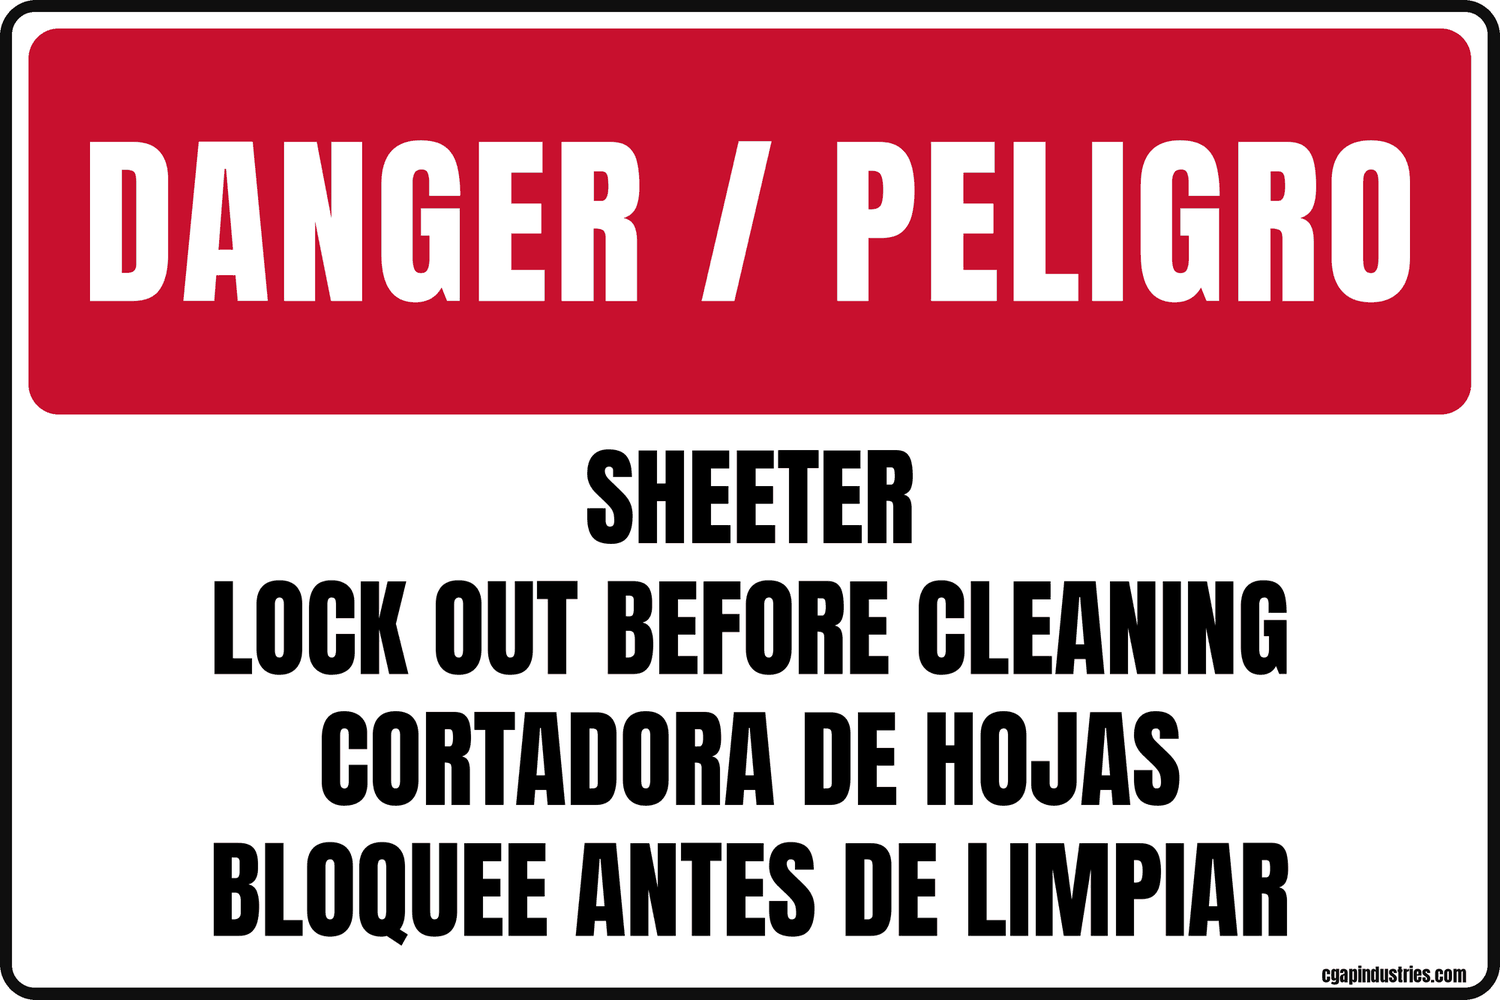 DANGER / PELIGRO
SHEETER
LOCK OUT BEFORE CLEANING
CORTADORA DE HOJAS
BLOQUEE ANTES DE LIMPIAR
cgapindustries.com